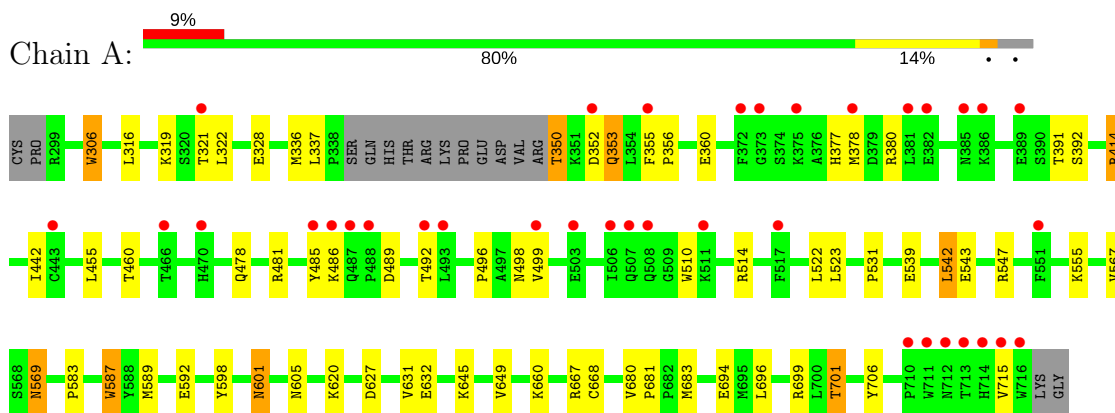 9%
Chain A:
80% 14% • •
CYS PRO R299 W306 L316 K319 S320 T321 L322 E328 M336 L337 P338 SER GLN HIS THR ARG LYS PRO GLU ASP VAL ARG T350 K351 D352 Q353 L354 F355 P356 E360 F372 G373 S374 K375 A376 H377 M378 D379 R380 L381 E382 N385 K386 E389 S390 T391 S392
I442 C443 L455 T460 T466 H470 Q478 R481 Y485 K486 Q487 P488 D489 T492 L493 P496 A497 N498 V499 E503 I506 Q507 Q508 G509 W510 K511 R514 F517 L522 L523 P531 E539 L542 E543 R547 F551 K555
S568 N569 P583 W587 Y588 M589 E592 Y598 N601 N605 K620 D627 V631 E632 K645 V649 K660 R667 C668 V680 P681 P682 M683 E694 M695 L696 R699 L700 T701 Y706 P710 W711 N712 T713 H714 V715 W716 LYS GLY